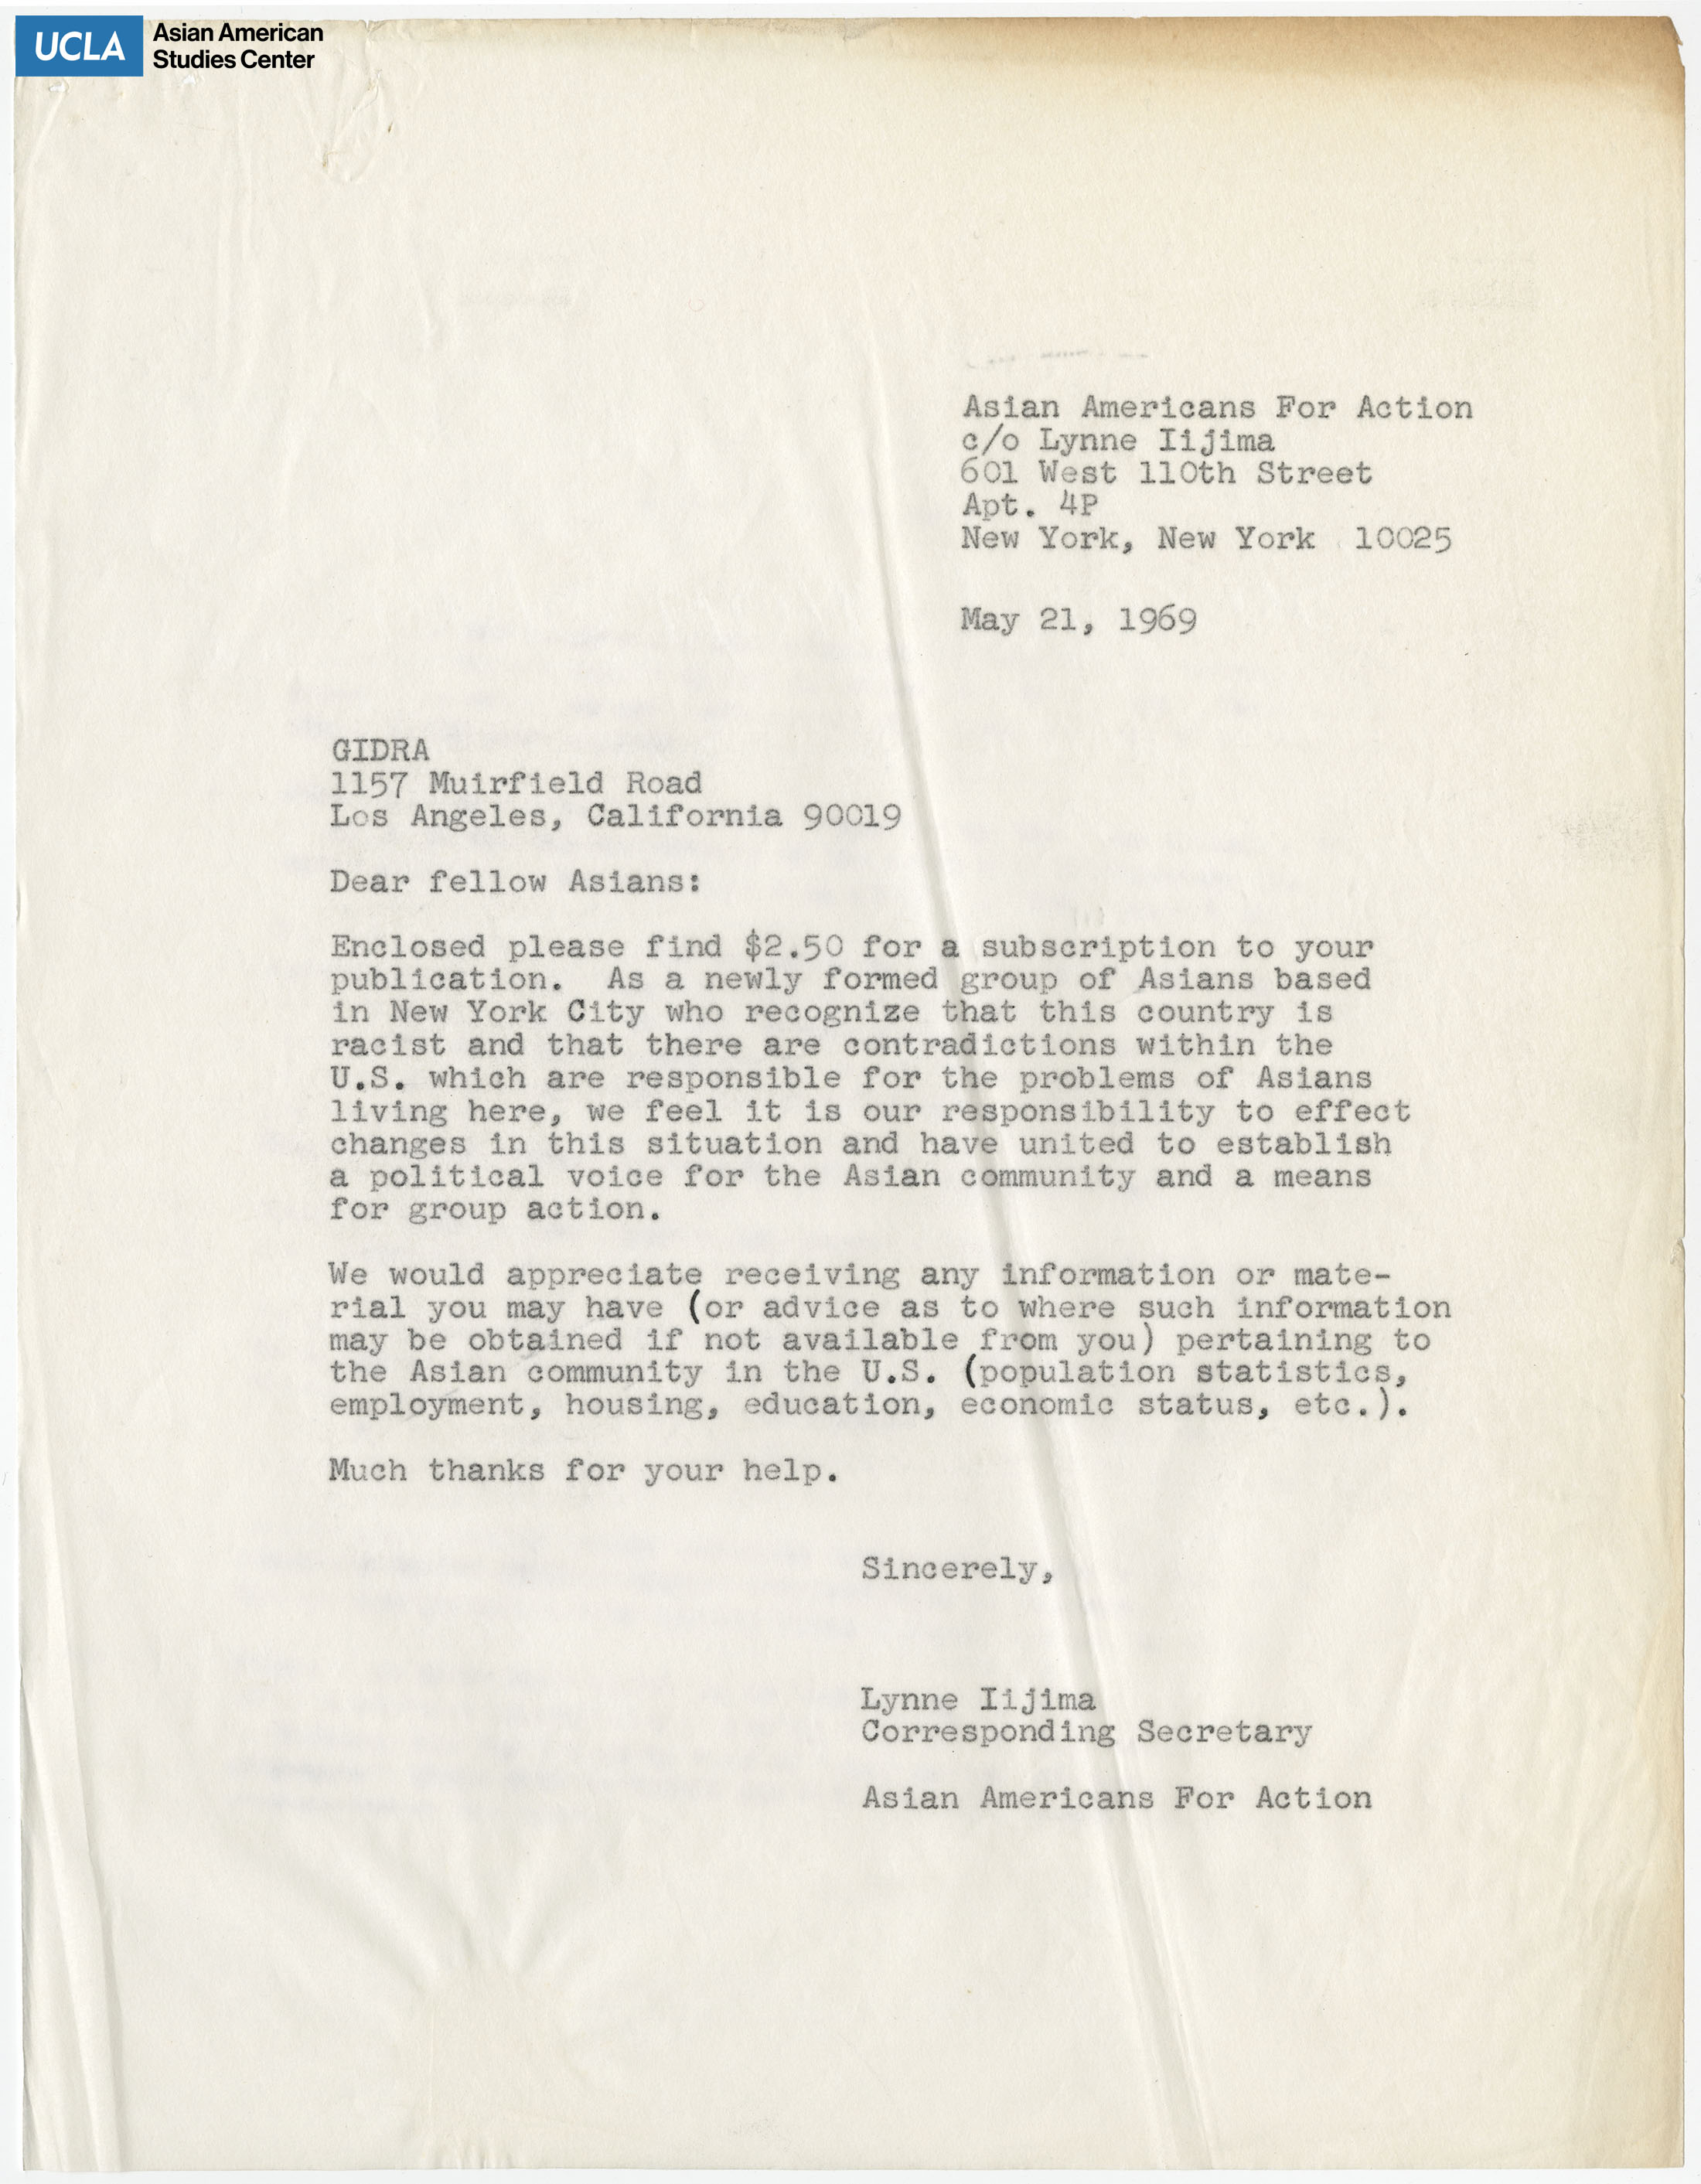 UCLA Asian American
Studies Center
Asian Americans For Action
c/o Lynne Iijima
601 West 110th Street
Apt. 4P
New York, New York 10025
May 21, 1969
GIDRA
1157 Muirfield Road
Los Angeles, California 90019
Dear fellow Asians:
Enclosed please find $2.50 for a subscription to your
publication. As a newly formed group of Asians based
in New York City who recognize that this country is
racist and that there are contradictions within the
U.S. which are responsible for the problems of Asians
living here, we feel it is our responsibility to effect
changes in this situation and have united to establish
a political voice for the Asian community and a means
for group action.
We would appreciate receiving any information or mate-
rial you may have (or advice as to where such information
may be obtained if not available from you) pertaining to
the Asian community in the U.S. (population statistics,
employment, housing, education, economic status, etc.).
Much thanks for your help.
Sincerely,
Lynne Iijima
Corresponding Secretary
Asian Americans For Action